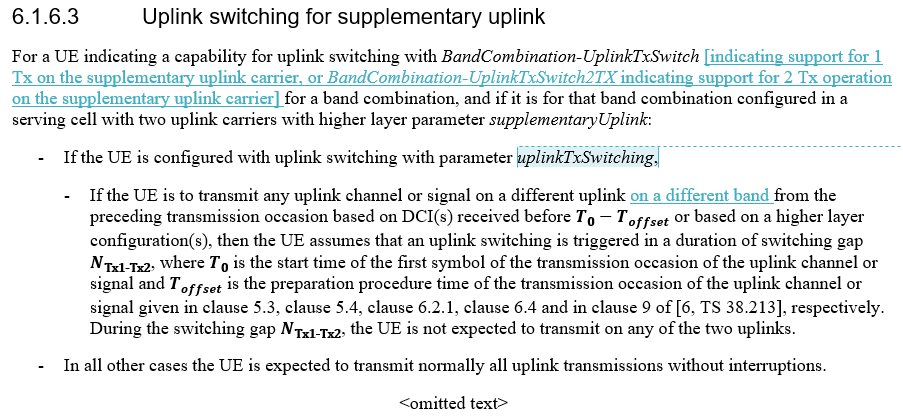 6.1.6.3 Uplink switching for supplementary uplink
For a UE indicating a capability for uplink switching with BandCombination-UplinkTxSwitch [indicating support for 1
Tx on the supplementary uplink carrier, or BandCombination-UplinkTxSwitch2TX indicating support for 2 Tx operation
on the supplementary uplink carrier] for a band combination, and if it is for that band combination configured in a
serving cell with two uplink carriers with higher layer parameter supplementaryUplink:
- If the UE is configured with uplink switching with parameter uplinkTxSwitching,
- If the UE is to transmit any uplink channel or signal on a different uplink on a different band from the
preceding transmission occasion based on DCI(s) received before T0 − Toffset or based on a higher layer
configuration(s), then the UE assumes that an uplink switching is triggered in a duration of switching gap
NTx1-Tx2, where T0 is the start time of the first symbol of the transmission occasion of the uplink channel or
signal and Toffset is the preparation procedure time of the transmission occasion of the uplink channel or
signal given in clause 5.3, clause 5.4, clause 6.2.1, clause 6.4 and in clause 9 of [6, TS 38.213], respectively.
During the switching gap NTx1-Tx2, the UE is not expected to transmit on any of the two uplinks.
- In all other cases the UE is expected to transmit normally all uplink transmissions without interruptions.
<omitted text>